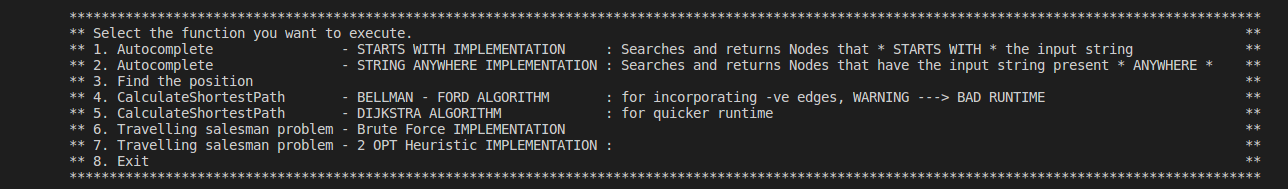 *****************************************************************************************************************************************************
** Select the function you want to execute. **
** 1. Autocomplete - STARTS WITH IMPLEMENTATION : Searches and returns Nodes that * STARTS WITH * the input string **
** 2. Autocomplete - STRING ANYWHERE IMPLEMENTATION : Searches and returns Nodes that have the input string present * ANYWHERE * **
** 3. Find the position **
** 4. CalculateShortestPath - BELLMAN - FORD ALGORITHM : for incorporating -ve edges, WARNING ---> BAD RUNTIME **
** 5. CalculateShortestPath - DIJKSTRA ALGORITHM : for quicker runtime **
** 6. Travelling salesman problem - Brute Force IMPLEMENTATION **
** 7. Travelling salesman problem - 2 OPT Heuristic IMPLEMENTATION : **
** 8. Exit **
*****************************************************************************************************************************************************